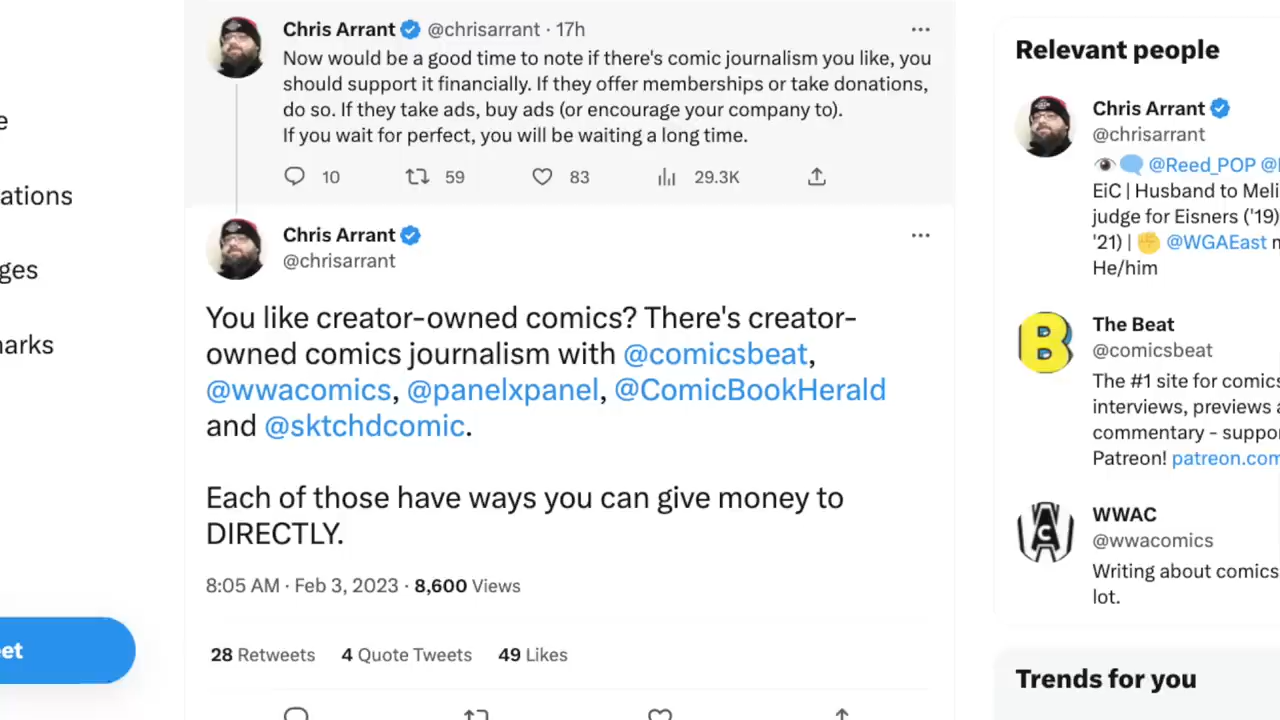 Chris Arrant @chrisarrant · 17h
Now would be a good time to note if there's comic journalism you like, you
should support it financially. If they offer memberships or take donations,
do so. If they take ads, buy ads (or encourage your company to).
If you wait for perfect, you will be waiting a long time.
10 59 83 29.3K
Chris Arrant
@chrisarrant
You like creator-owned comics? There's creator-
owned comics journalism with @comicsbeat,
@wwacomics, @panelxpanel, @ComicBookHerald
and @sktchdcomic.
Each of those have ways you can give money to
DIRECTLY.
8:05 AM · Feb 3, 2023 · 8,600 Views
28 Retweets 4 Quote Tweets 49 Likes
e
ations
ges
arks
et
Relevant people
Chris Arrant
@chrisarrant
👁️🗨️ @Reed_POP @
EiC | Husband to Meli
judge for Eisners ('19)
'21) | ✊ @WGAEast m
He/him
B
The Beat
@comicsbeat
The #1 site for comics
interviews, previews a
commentary - suppor
Patreon! patreon.com
WWAC
@wwacomics
Writing about comics
lot.
Trends for you